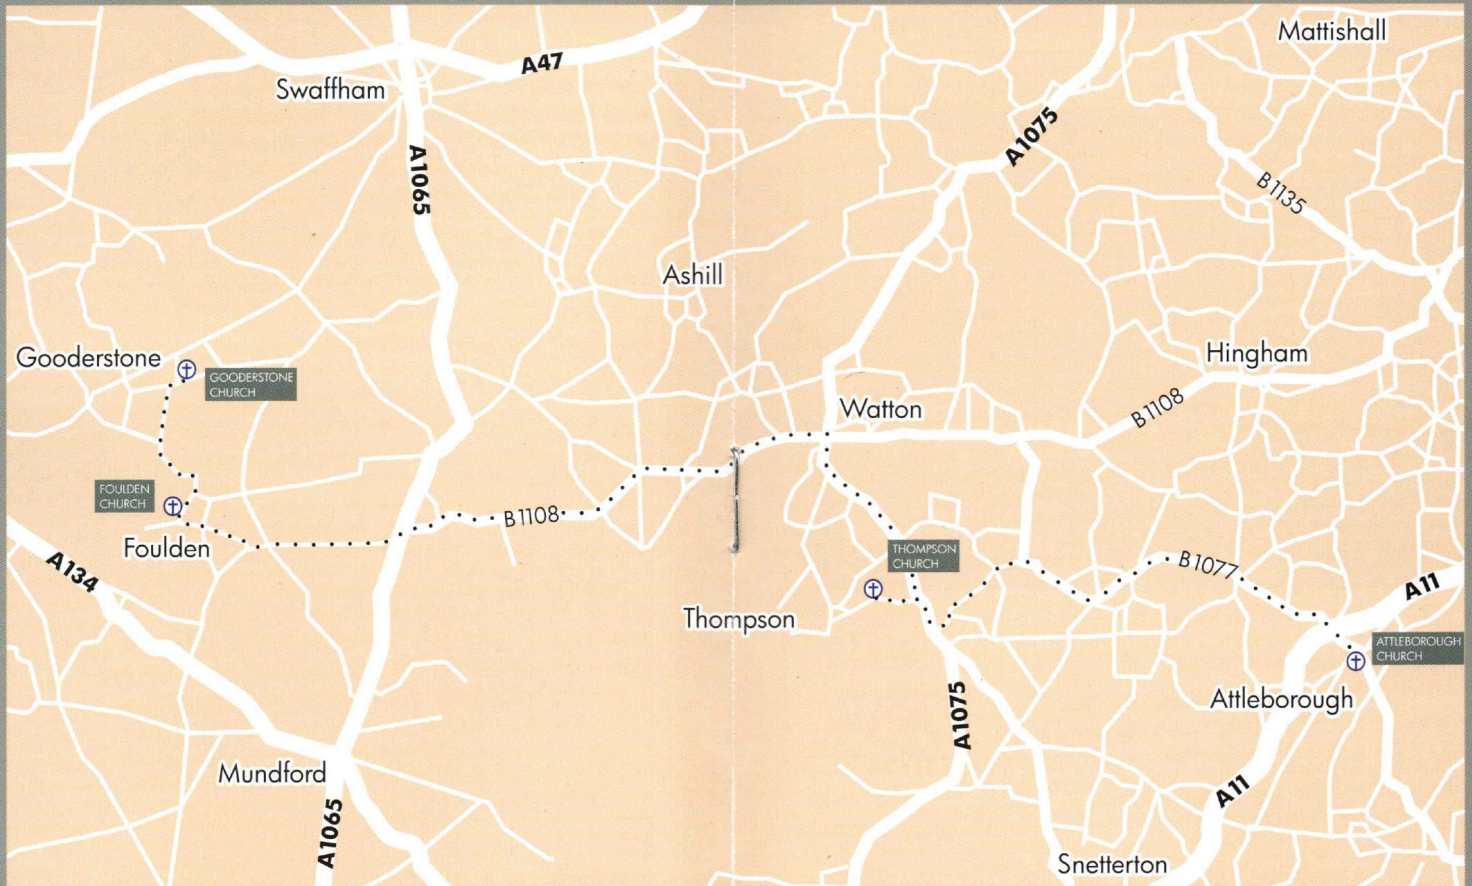 Mattishall
A47
Swaffham
A1075
A1065
B1135
Ashill
Gooderstone
GOODERSTONE
CHURCH
Hingham
B1108
Watton
FOULDEN
CHURCH
B1108
Foulden
A134
THOMPSON
CHURCH
B1077
A11
Thompson
ATTLEBOROUGH
CHURCH
Attleborough
A1075
Mundford
A11
A1065
Snetterton